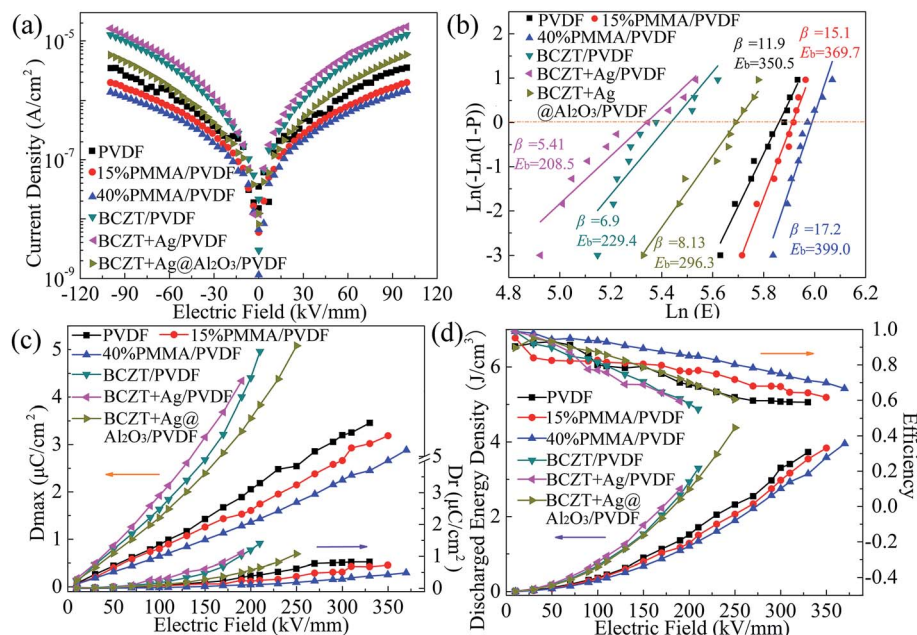 (a)
Current Density (A/cm²)
10⁻⁵
10⁻⁷
10⁻⁹
PVDF
15%PMMA/PVDF
40%PMMA/PVDF
BCZT/PVDF
BCZT+Ag/PVDF
BCZT+Ag@Al₂O₃/PVDF
-120 -90 -60 -30 0 30 60 90 120
Electric Field (kV/mm)
(b)
Ln(-Ln(1-P))
2
1
0
-1
-2
-3
-4
PVDF 15%PMMA/PVDF
40%PMMA/PVDF
BCZT/PVDF
BCZT+Ag/PVDF
BCZT+Ag
@Al₂O₃/PVDF
β = 11.9
Eb=350.5
β = 15.1
Eb=369.7
β = 5.41
Eb=208.5
β = 6.9
Eb=229.4
β = 8.13
Eb=296.3
β = 17.2
Eb=399.0
4.8 5.0 5.2 5.4 5.6 5.8 6.0 6.2
Ln (E)
(c)
Dmax (μC/cm²)
5
4
3
2
1
0
PVDF 15%PMMA/PVDF
40%PMMA/PVDF
BCZT/PVDF
BCZT+Ag/PVDF
BCZT+Ag@
Al₂O₃/PVDF
5
3
2
1
0
Dr (μC/cm²)
0 50 100 150 200 250 300 350
Electric Field (kV/mm)
(d)
Discharged Energy Density (J/cm³)
7
6
5
4
3
2
1
0
PVDF
15%PMMA/PVDF
40%PMMA/PVDF
BCZT/PVDF
BCZT+Ag/PVDF
BCZT+Ag@
Al₂O₃/PVDF
1.0
0.8
0.6
0.4
0.2
0.0
-0.2
-0.4
Efficiency
0 50 100 150 200 250 300 350
Electric Field (kV/mm)